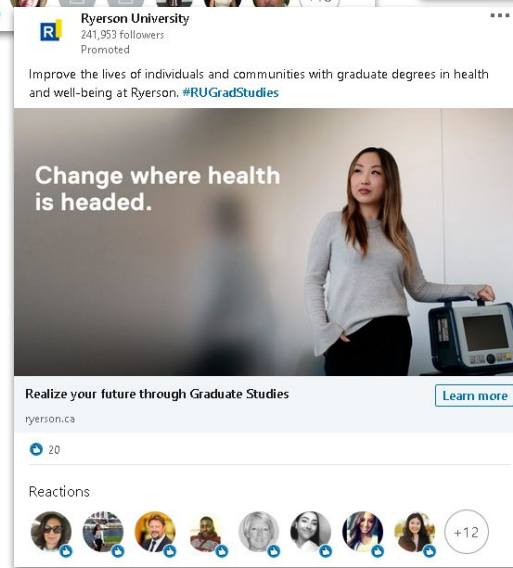 Ryerson University
241,953 followers
Promoted
Improve the lives of individuals and communities with graduate degrees in health
and well-being at Ryerson. #RUGradStudies
Change where health
is headed.
Realize your future through Graduate Studies
Learn more
ryerson.ca
20
Reactions
+12